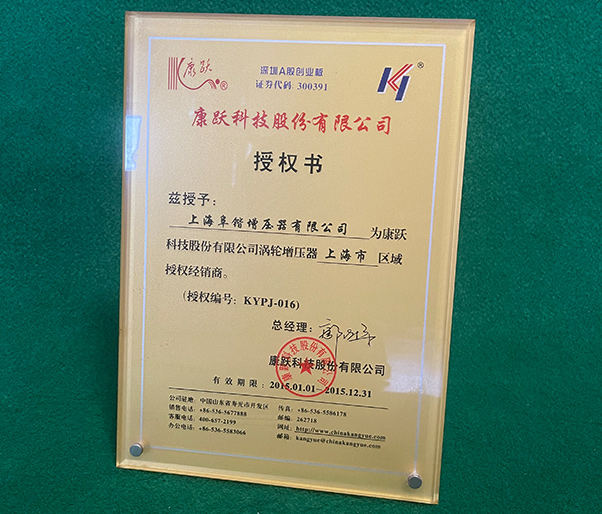 康跃®
深圳A股创业板
证券代码：300391
KY®
康跃科技股份有限公司
授权书
兹授予：
上海阜锴增压器有限公司 为康跃
科技股份有限公司涡轮增压器 上海市 区域
授权经销商。
（授权编号：KYPJ-016）
总经理：
康跃科技股份有限公司
有效期限：2015.01.01—2015.12.31
公司驻地：中国山东省寿光市开发区
销售电话：+86-536-5677888
客服电话：400-657-2199
办公电话：+86-536-5583066
传真：+86-536-5586178
邮编：262718
网址：http://www.chinakangyue.com
邮箱：kangyue@chinakangyue.com